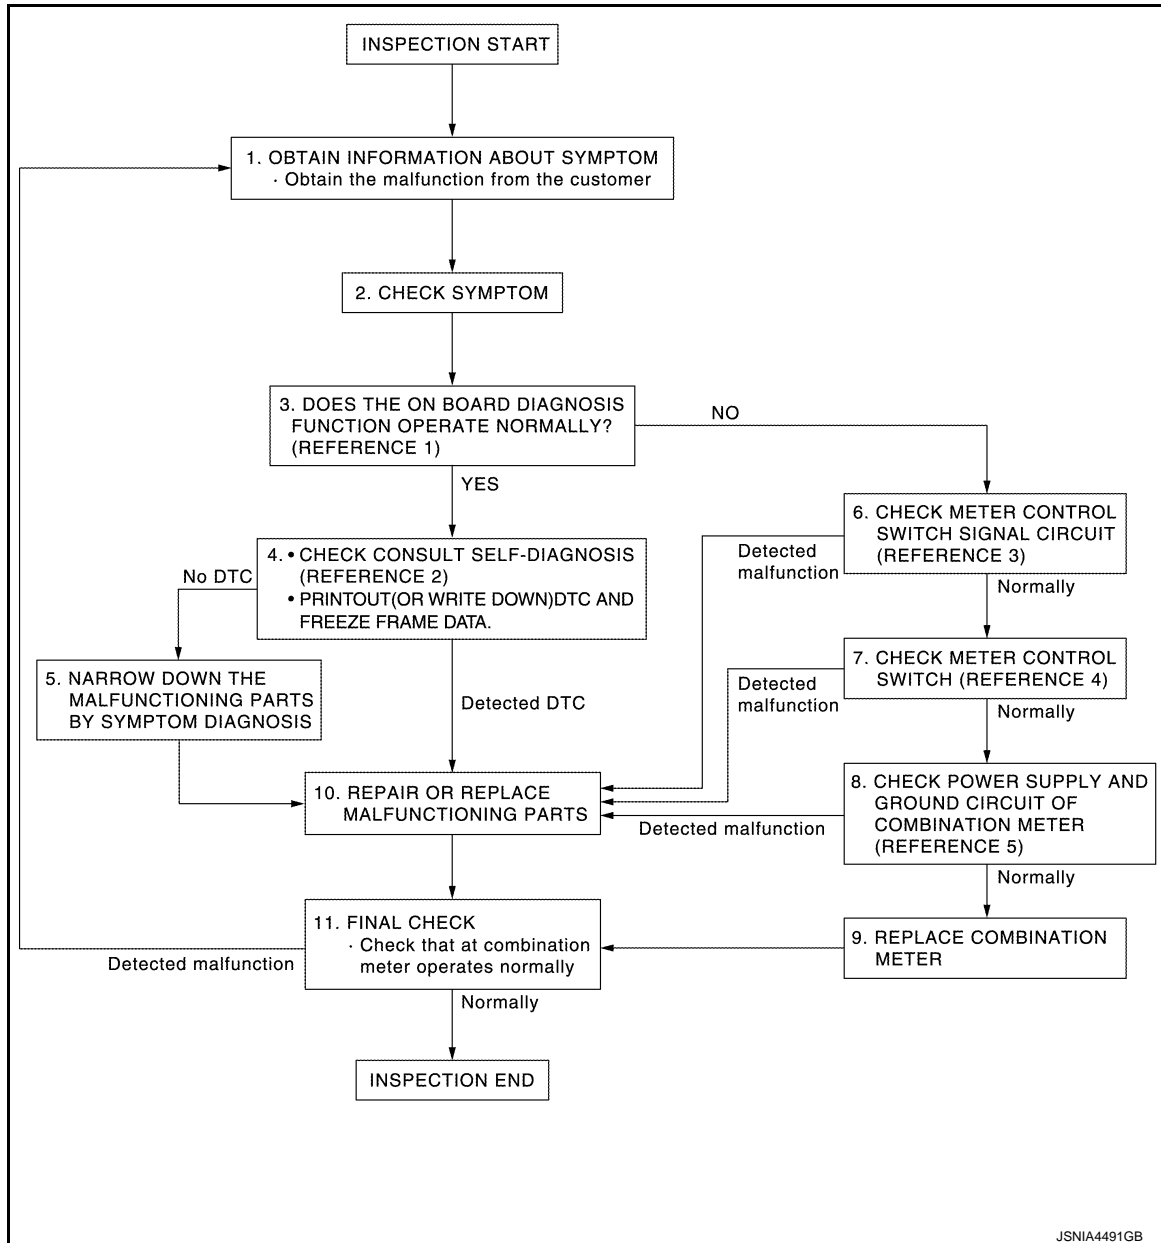 INSPECTION START
1. OBTAIN INFORMATION ABOUT SYMPTOM
· Obtain the malfunction from the customer
2. CHECK SYMPTOM
3. DOES THE ON BOARD DIAGNOSIS
FUNCTION OPERATE NORMALLY?
(REFERENCE 1)
NO
YES
4. • CHECK CONSULT SELF-DIAGNOSIS
(REFERENCE 2)
• PRINTOUT(OR WRITE DOWN)DTC AND
FREEZE FRAME DATA.
No DTC
5. NARROW DOWN THE
MALFUNCTIONING PARTS
BY SYMPTOM DIAGNOSIS
Detected DTC
6. CHECK METER CONTROL
SWITCH SIGNAL CIRCUIT
(REFERENCE 3)
Detected
malfunction
Normally
7. CHECK METER CONTROL
SWITCH (REFERENCE 4)
Detected
malfunction
Normally
8. CHECK POWER SUPPLY AND
GROUND CIRCUIT OF
COMBINATION METER
(REFERENCE 5)
Detected malfunction
Normally
9. REPLACE COMBINATION
METER
10. REPAIR OR REPLACE
MALFUNCTIONING PARTS
11. FINAL CHECK
· Check that at combination
meter operates normally
Detected malfunction
Normally
INSPECTION END
JSNIA4491GB